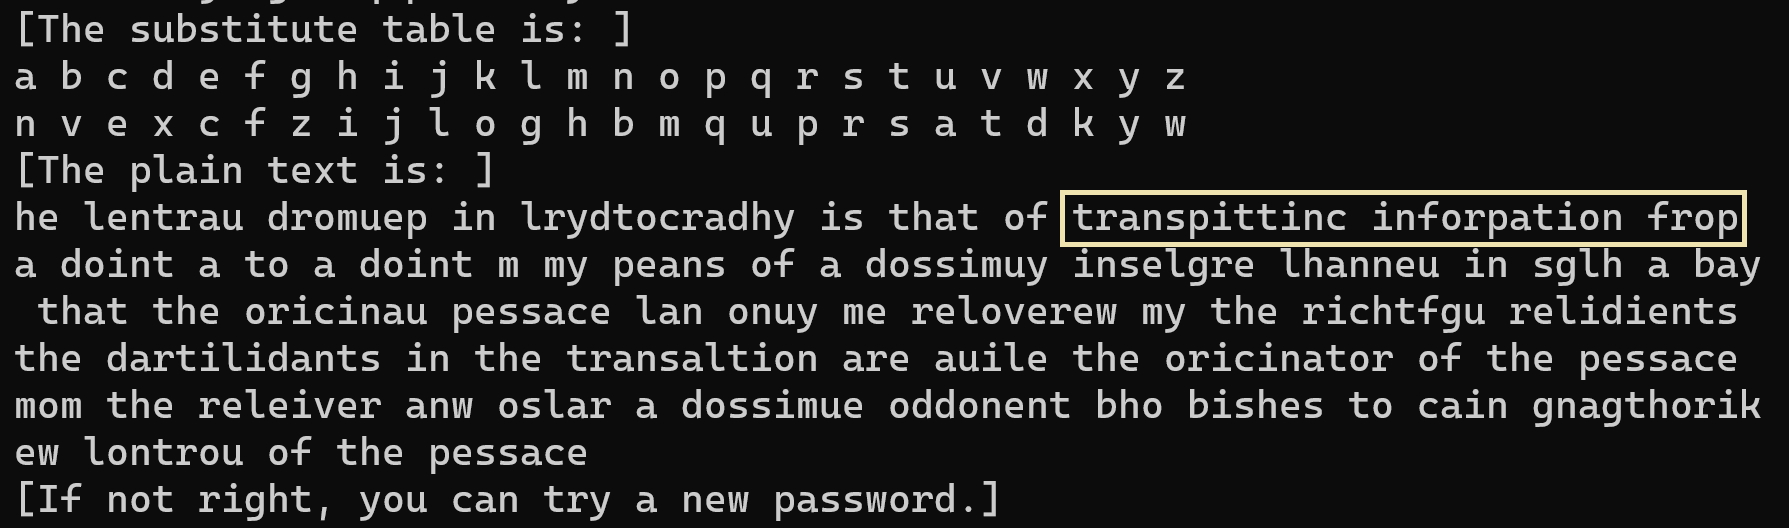 [The substitute table is: ]
a b c d e f g h i j k l m n o p q r s t u v w x y z
n v e x c f z i j l o g h b m q u p r s a t d k y w
[The plain text is: ]
he lentrau dromuep in lrydtocradhy is that of transpittinc inforpation frop
a doint a to a doint m my peans of a dossimuy inselgre lhanneu in sglh a bay
that the oricinau pessace lan onuy me reloverew my the richtfgu relidients
the dartilidants in the transaltion are auile the oricinator of the pessace
mom the releiver anw oslar a dossimue oddonent bho bishes to cain gnagthorik
ew lontrou of the pessace
[If not right, you can try a new password.]